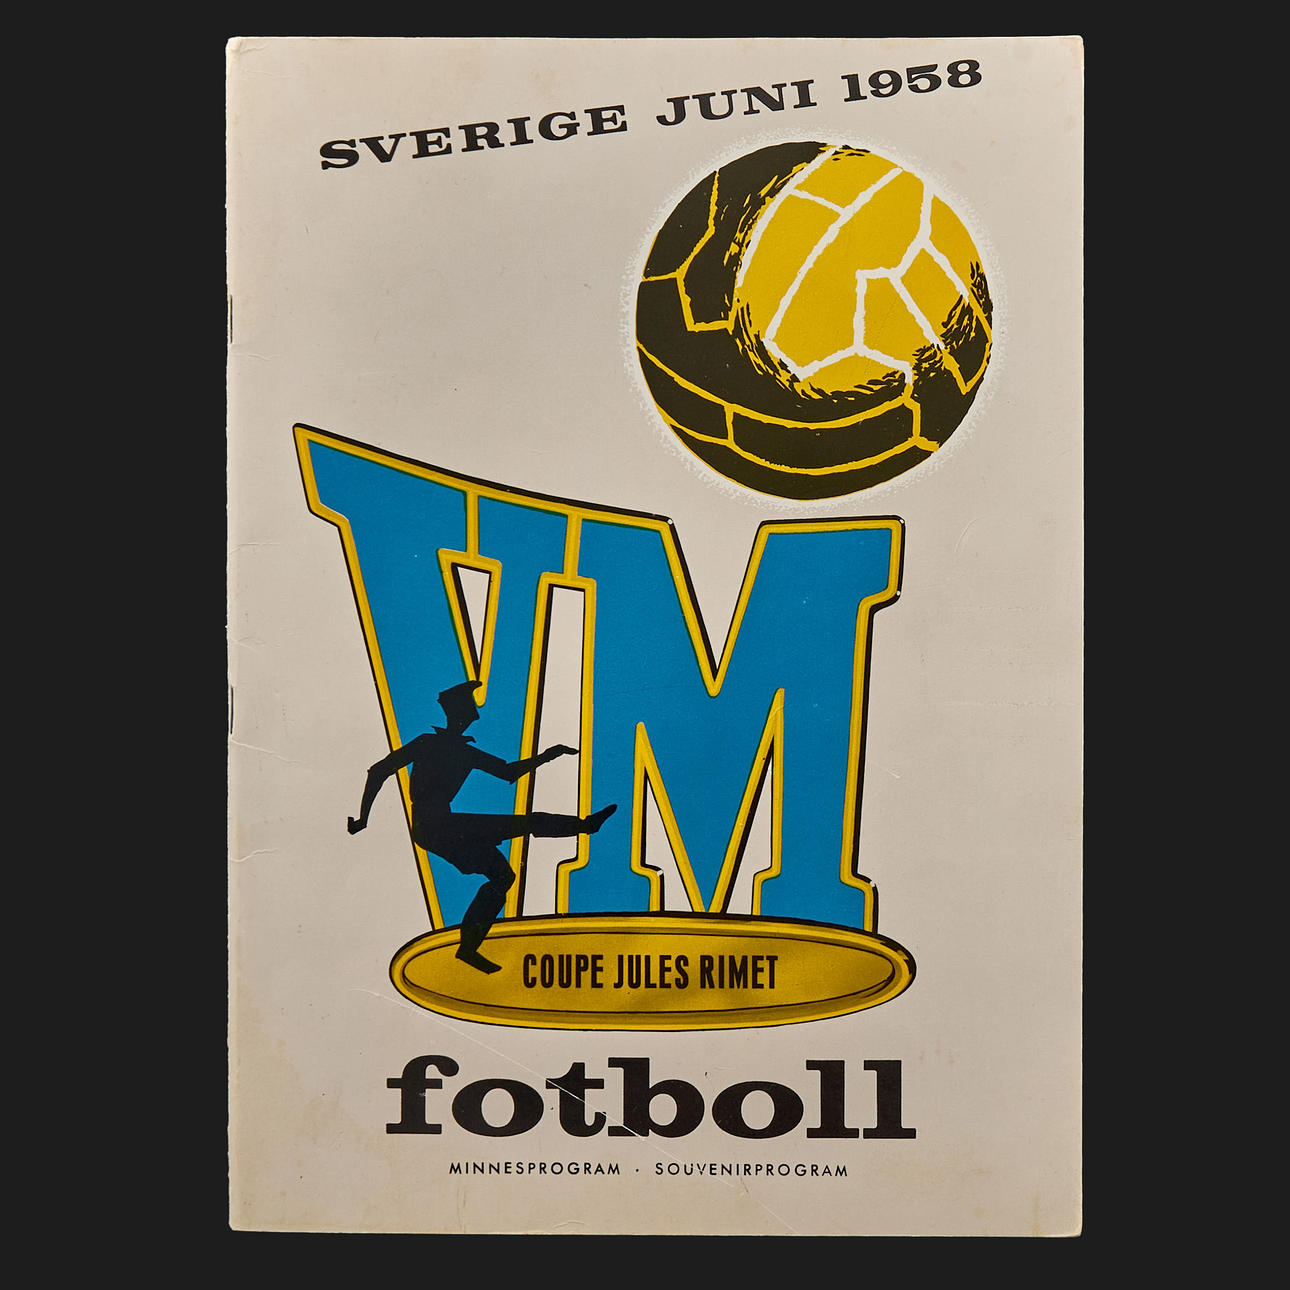 SVERIGE JUNI 1958
VM
COUPE JULES RIMET
fotboll
MINNESPROGRAM · SOUVENIRPROGRAM